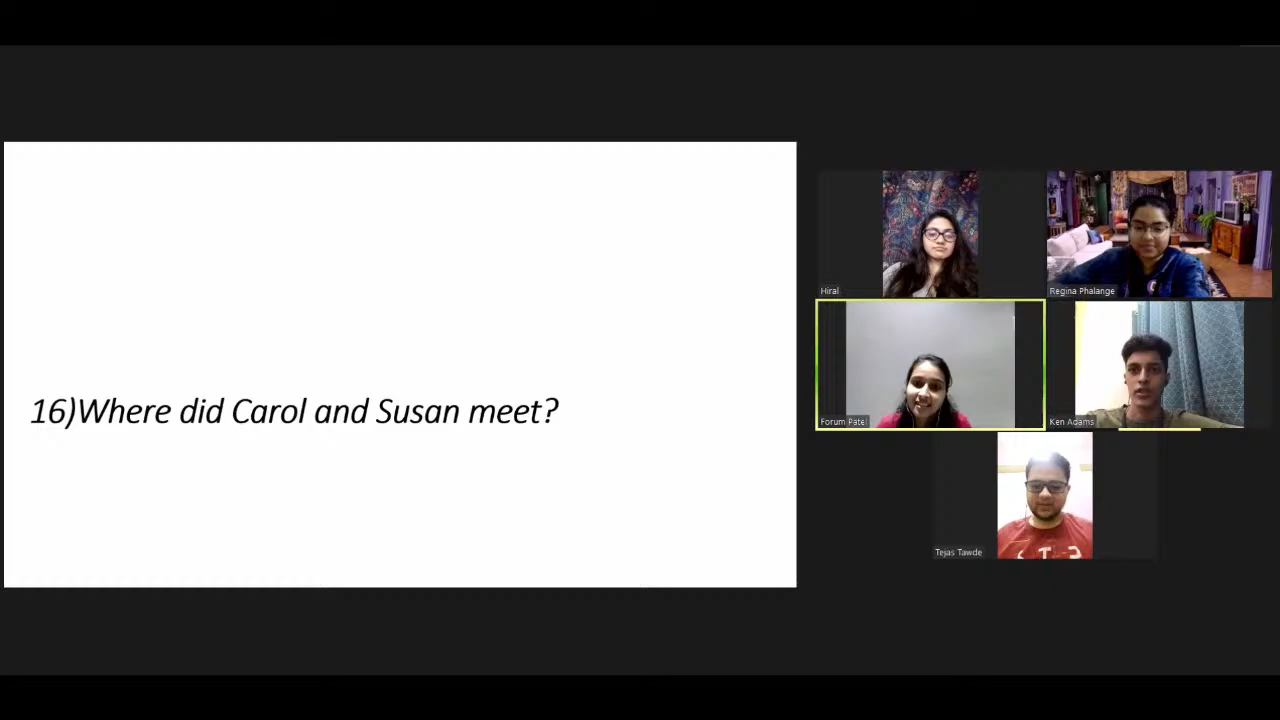 16)Where did Carol and Susan meet?
Hiral
Regina Phalange
Forum Patel
Ken Adams
Tejas Tawde